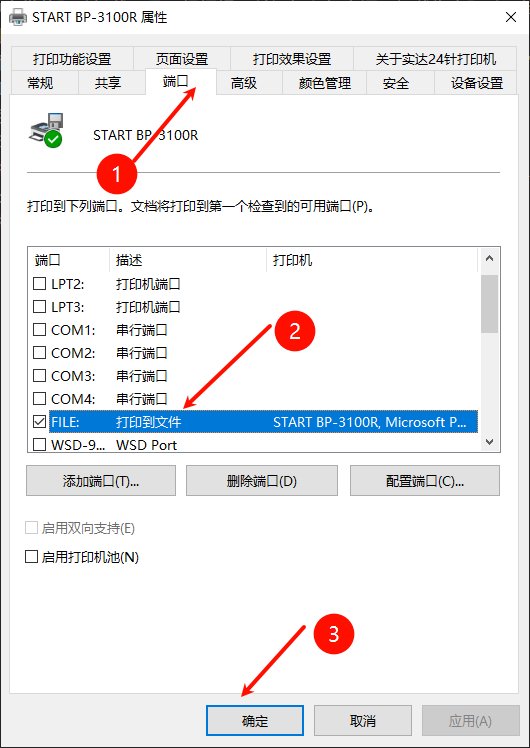 START BP-3100R 属性
打印功能设置 页面设置 打印效果设置 关于实达24针打印机
常规 共享 端口 高级 颜色管理 安全 设备设置
START BP-3100R
1
打印到下列端口。文档将打印到第一个检查到的可用端口(P)。
端口 描述 打印机
LPT2: 打印机端口
LPT3: 打印机端口
COM1: 串行端口
2
COM2: 串行端口
COM3: 串行端口
COM4: 串行端口
FILE: 打印到文件 START BP-3100R, Microsoft P...
WSD-9... WSD Port
添加端口(T)... 删除端口(D) 配置端口(C)...
启用双向支持(E)
启用打印机池(N)
3
确定 取消 应用(A)